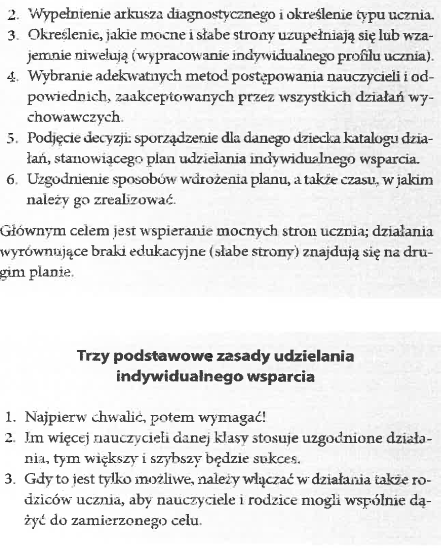 2. Wypełnienie arkusza diagnostycznego i określenie typu ucznia.
3. Określenie, jakie mocne i słabe strony uzupełniają się lub wza-
jemnie niwelują (wypracowanie indywidualnego profilu ucznia).
4. Wybranie adekwatnych metod postępowania nauczycieli i od-
powiednich, zaakceptowanych przez wszystkich działań wy-
chowawczych.
5. Podjęcie decyzji: sporządzenie dla danego dziecka katalogu dzia-
łań, stanowiącego plan udzielania indywidualnego wsparcia.
6. Uzgodnienie sposobów wdrożenia planu, a także czasu, w jakim
należy go zrealizować.
Głównym celem jest wspieranie mocnych stron ucznia; działania
wyrównujące braki edukacyjne (słabe strony) znajdują się na dru-
gim planie.
Trzy podstawowe zasady udzielania
indywidualnego wsparcia
1. Najpierw chwalić, potem wymagać!
2. Im więcej nauczycieli danej klasy stosuje uzgodnione działa-
nia, tym większy i szybszy będzie sukces.
3. Gdy to jest tylko możliwe, należy włączać w działania także ro-
dziców ucznia, aby nauczyciele i rodzice mogli wspólnie dą-
żyć do zamierzonego celu.